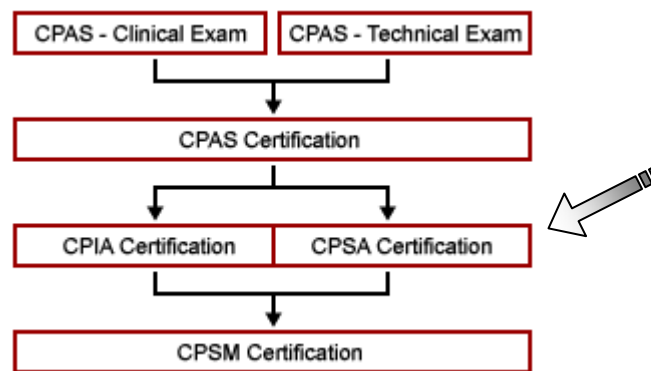 CPAS - Clinical Exam
CPAS - Technical Exam
CPAS Certification
CPIA Certification
CPSA Certification
CPSM Certification